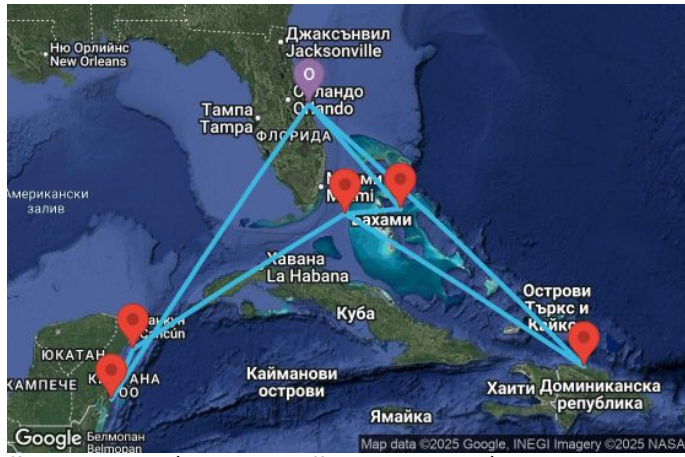 Джаксънвил
Jacksonville
Ню Орлийнс
New Orleans
О
Орландо
Orlando
Тампа
Tampa
ФЛОРИДА
Miami
Американски
залив
Бахами
Хавана
La Habana
Куба
Острови
Търкс и
Кайкос
Cancún
ЮКАТАН
КАМПЕЧЕ
Кайманови
острови
Хаити
Доминиканска
република
Ямайка
Google
Белмопан
Belmopan
Map data ©2025 Google, INEGI Imagery ©2025 NASA